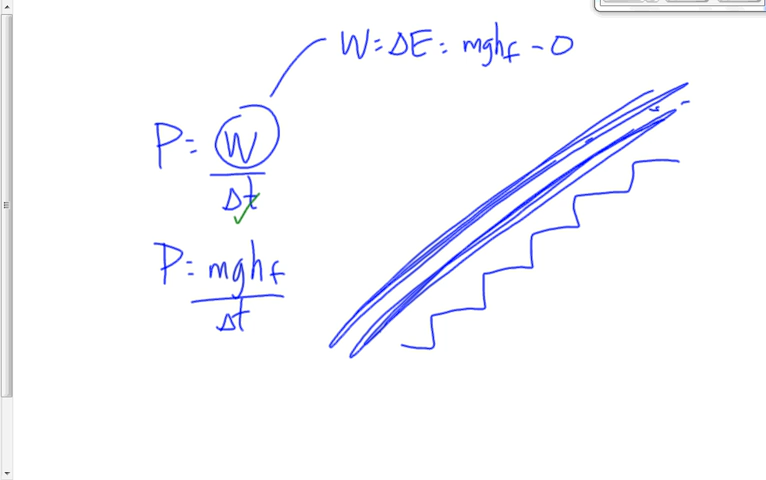 W = ΔE = mghf - 0
P = W
Δt
P = mghf
Δt